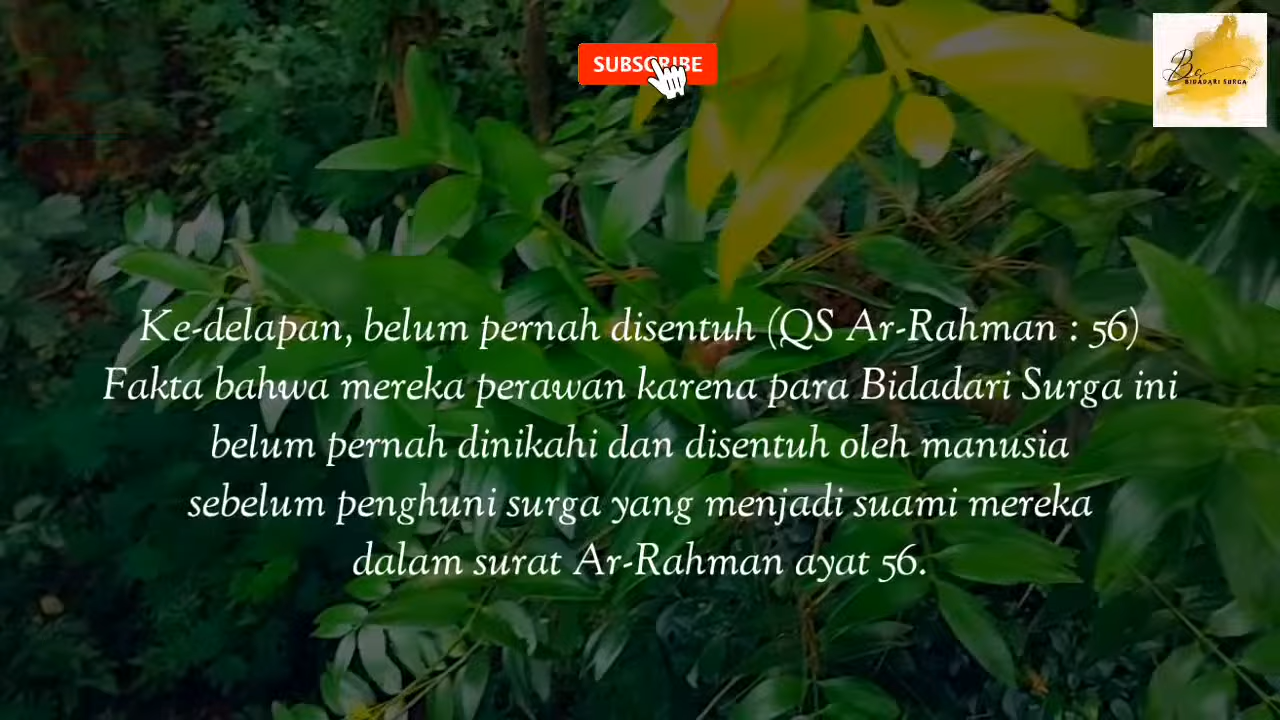 SUBSCRIBE
Bs
BIDADARI SURGA
Ke-delapan, belum pernah disentuh (QS Ar-Rahman : 56)
Fakta bahwa mereka perawan karena para Bidadari Surga ini
belum pernah dinikahi dan disentuh oleh manusia
sebelum penghuni surga yang menjadi suami mereka
dalam surat Ar-Rahman ayat 56.